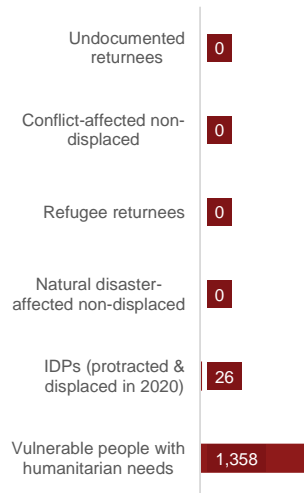 Undocumented
returnees
0
Conflict-affected non-
displaced
0
Refugee returnees
0
Natural disaster-
affected non-displaced
0
IDPs (protracted &
displaced in 2020)
26
Vulnerable people with
humanitarian needs
1,358